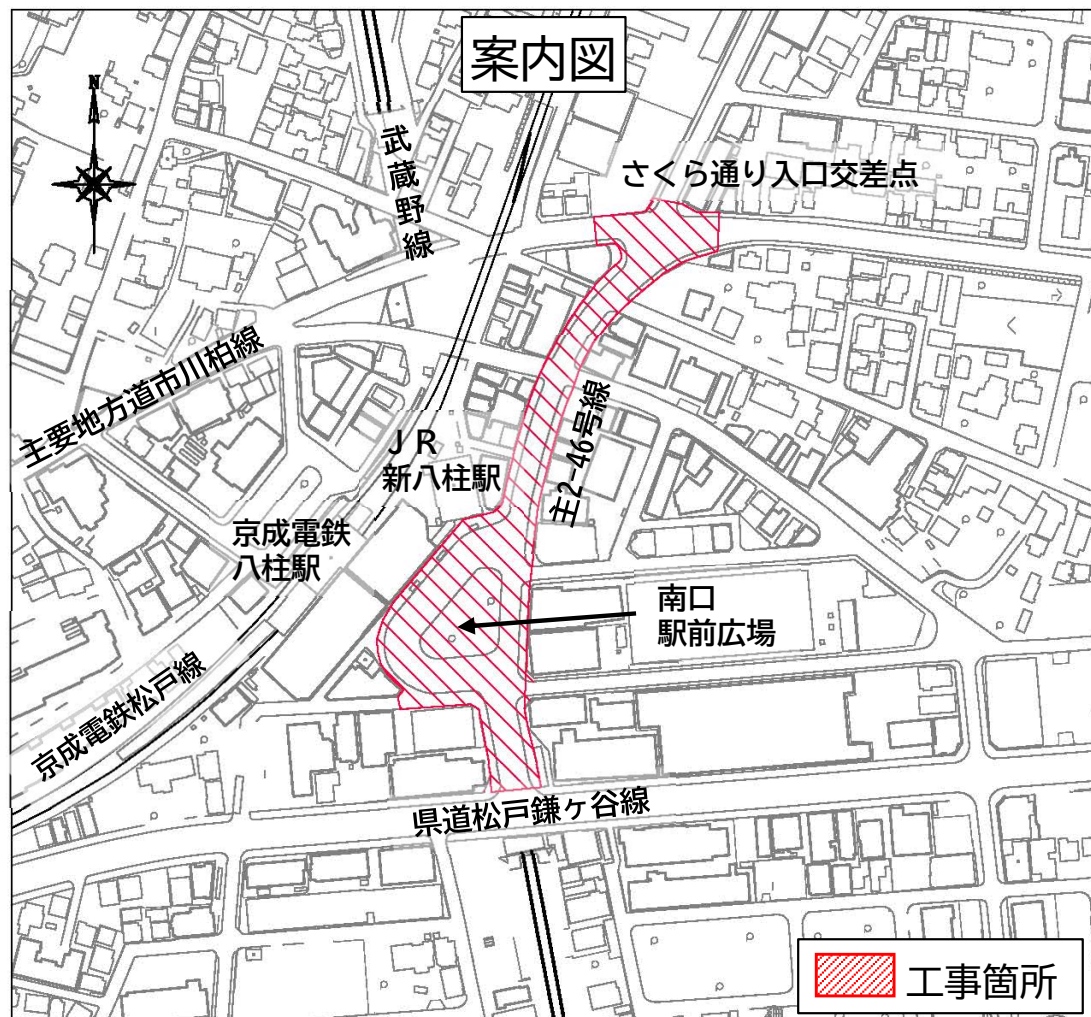 案内図
N
武蔵野線
さくら通り入口交差点
主要地方道市川柏線
JR
新八柱駅
主2-46号線
京成電鉄
八柱駅
南口
駅前広場
京成電鉄松戸線
県道松戸鎌ヶ谷線
工事箇所